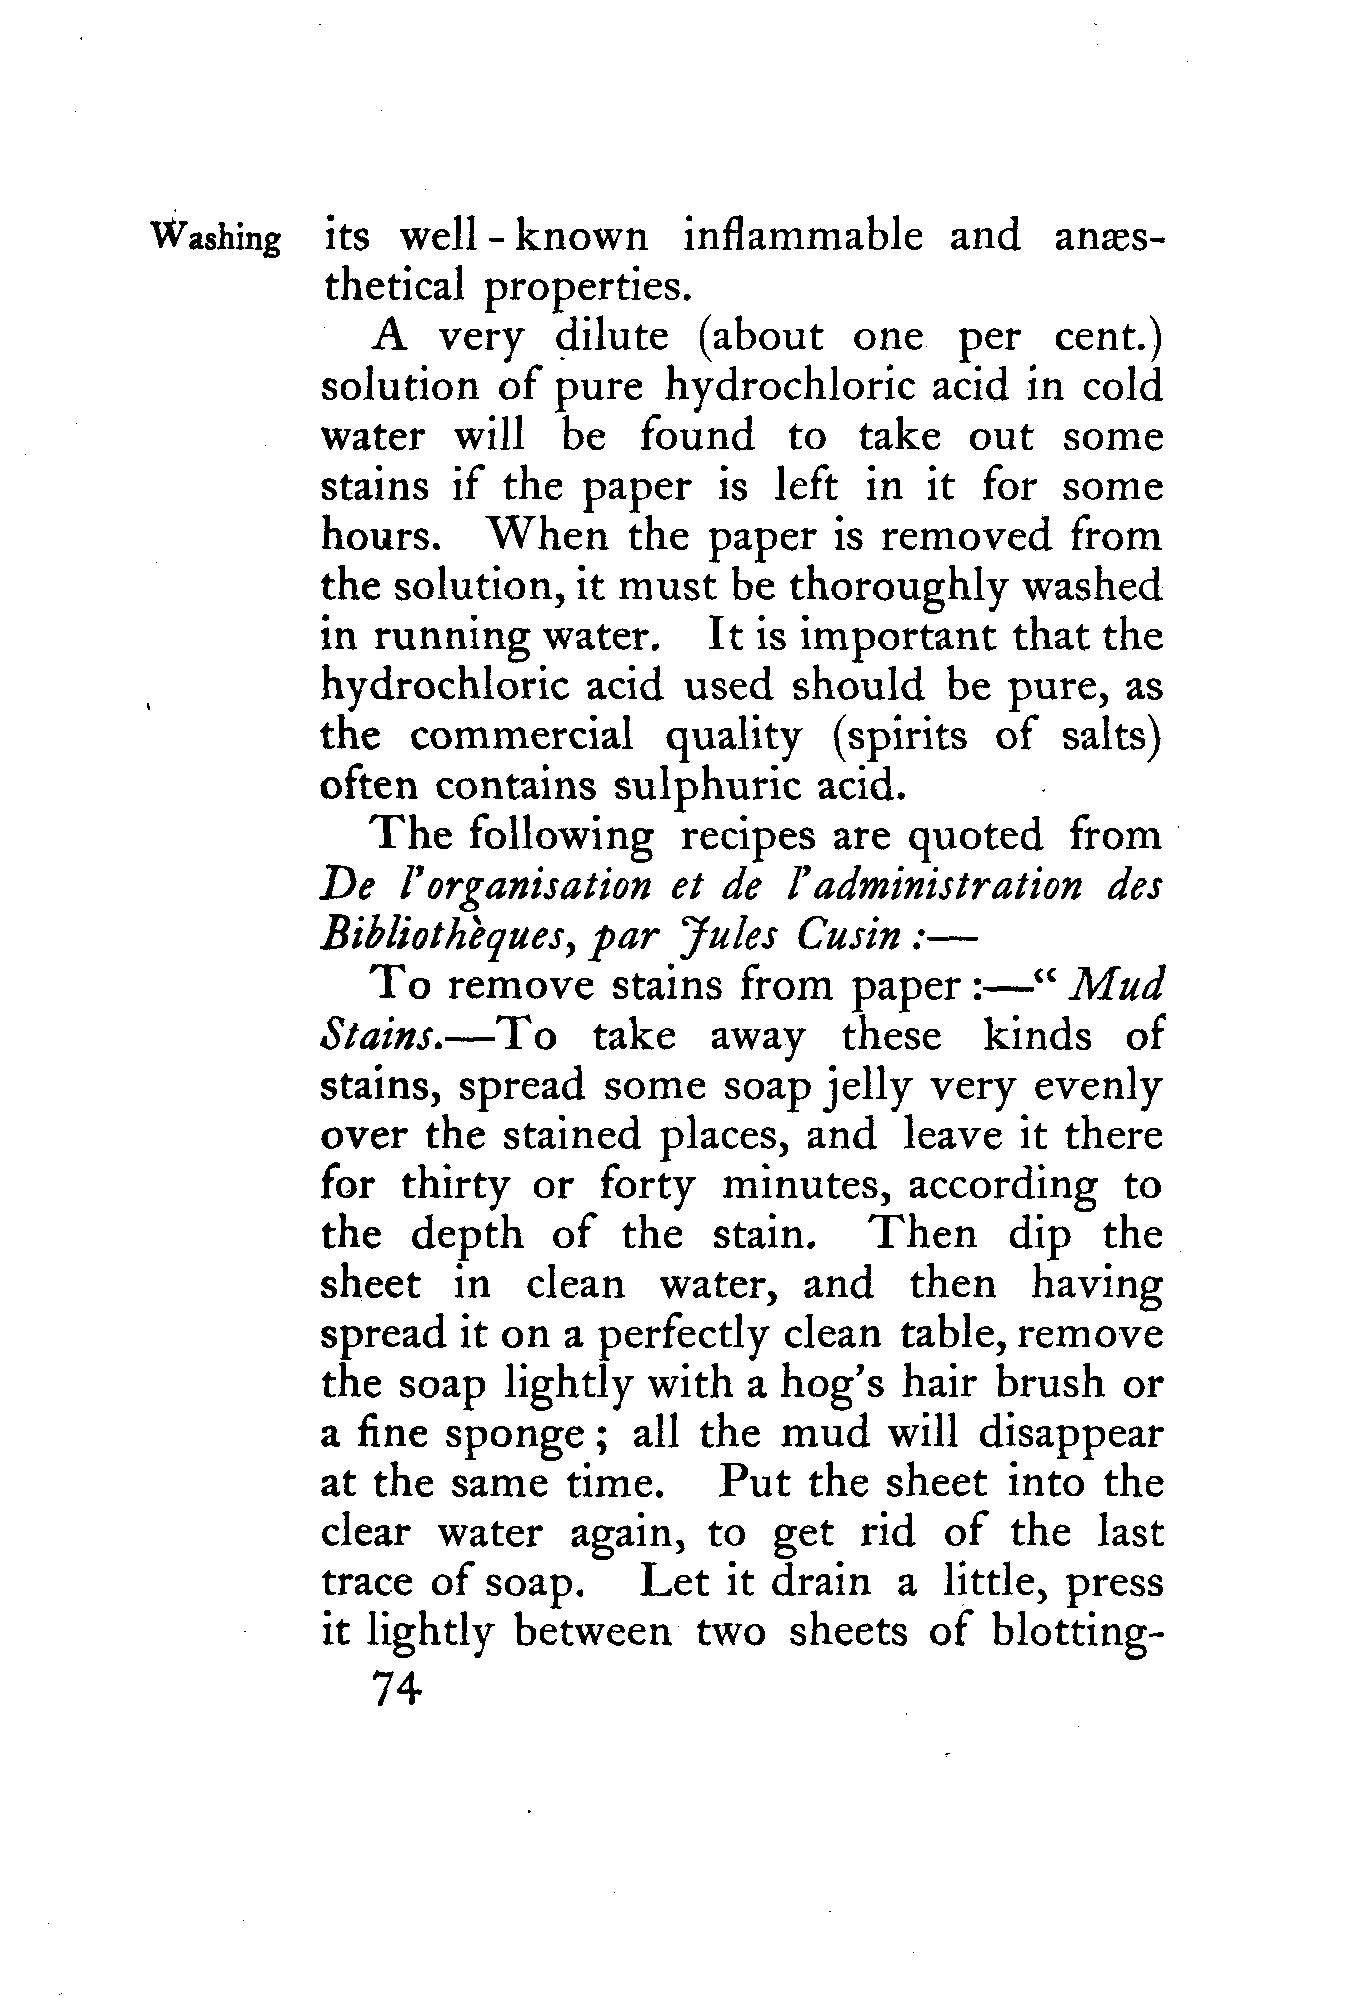 Washing its well - known inflammable and anæs-
thetical properties.
A very dilute (about one per cent.)
solution of pure hydrochloric acid in cold
water will be found to take out some
stains if the paper is left in it for some
hours. When the paper is removed from
the solution, it must be thoroughly washed
in running water. It is important that the
hydrochloric acid used should be pure, as
the commercial quality (spirits of salts)
often contains sulphuric acid.
The following recipes are quoted from
De l'organisation et de l'administration des
Bibliothèques, par Jules Cusin :—
To remove stains from paper :—“ Mud
Stains.—To take away these kinds of
stains, spread some soap jelly very evenly
over the stained places, and leave it there
for thirty or forty minutes, according to
the depth of the stain. Then dip the
sheet in clean water, and then having
spread it on a perfectly clean table, remove
the soap lightly with a hog's hair brush or
a fine sponge ; all the mud will disappear
at the same time. Put the sheet into the
clear water again, to get rid of the last
trace of soap. Let it drain a little, press
it lightly between two sheets of blotting-
74